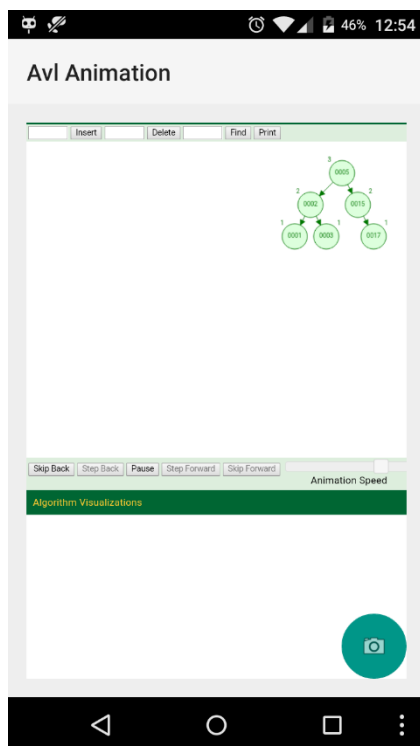 46% 12:54
Avl Animation
Insert Delete Find Print
3
0005
2 2
0002 0015
1 1 1
0001 0003 0017
Skip Back Step Back Pause Step Forward Skip Forward
Animation Speed
Algorithm Visualizations